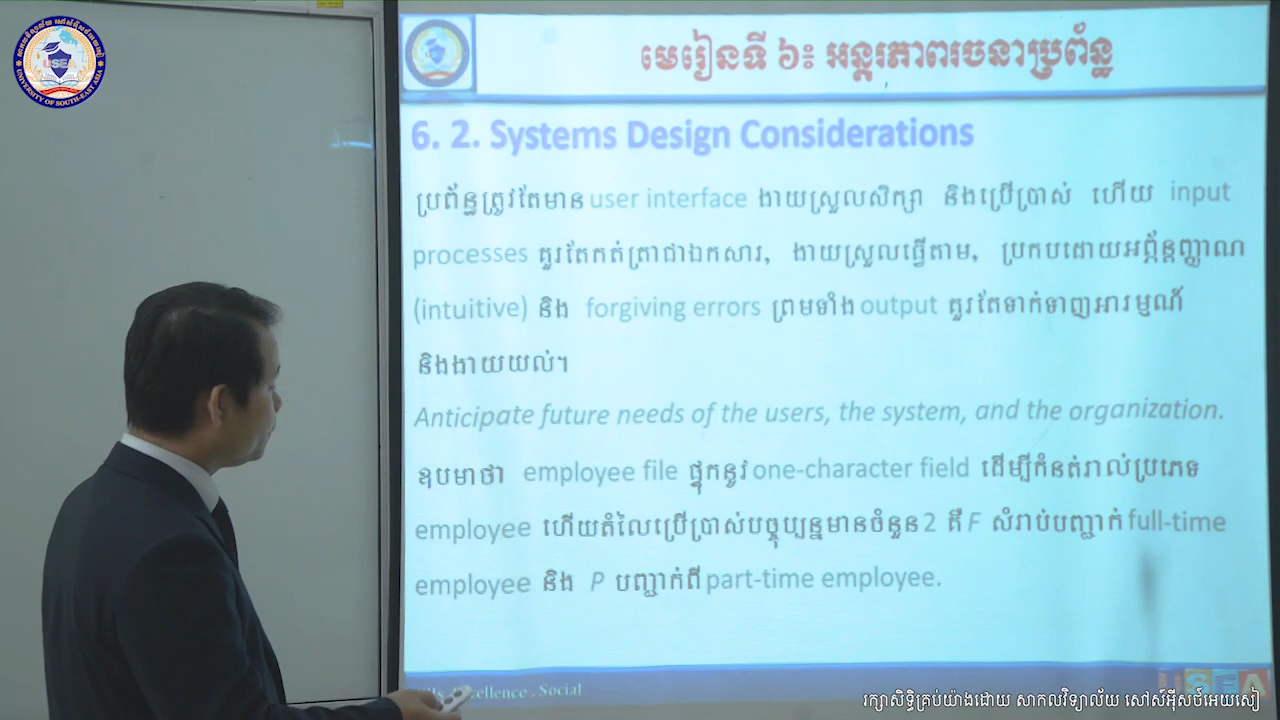 UNIVERSITY OF SOUTH-EAST ASIA
USEA
មេរៀនទី ៦៖ អន្តរភាពរចនាប្រព័ន្ធ
6. 2. Systems Design Considerations
ប្រព័ន្ធត្រូវតែមាន user interface ងាយស្រួលសិក្សា និងប្រើប្រាស់ ហើយ input
processes គួរតែកត់ត្រាជាឯកសារ, ងាយស្រួលធ្វើតាម, ប្រកបដោយអព្ភ័ន្តញ្ញាណ
(intuitive) និង forgiving errors ព្រមទាំង output គួរតែទាក់ទាញអារម្មណ៍
និងងាយយល់។
Anticipate future needs of the users, the system, and the organization.
ឧបមាថា employee file ផ្ទុកនូវ one-character field ដើម្បីកំនត់រាល់ប្រភេទ
employee ហើយតំលៃប្រើប្រាស់បច្ចុប្បន្នមានចំនួន 2 គឺ F សំរាប់បញ្ជាក់ full-time
employee និង P បញ្ជាក់ពី part-time employee.
Social
USEA
រក្សាសិទ្ធិគ្រប់យ៉ាងដោយ សាកលវិទ្យាល័យ សៅស៍អ៊ីសថ៍អេយសៀ